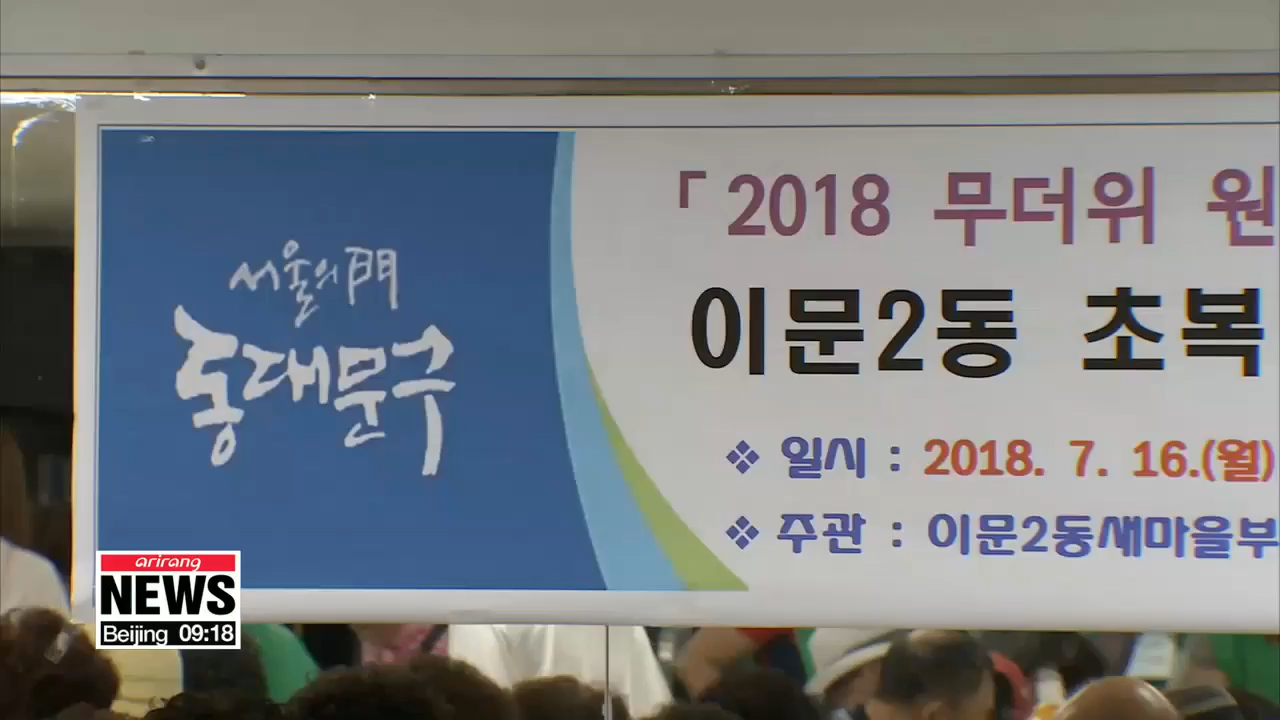 서울의門
동대문구
「2018 무더위 원
이문2동 초복
❖ 일시 : 2018. 7. 16.(월)
❖ 주관 : 이문2동새마을부
arirang
NEWS
Beijing 09:18